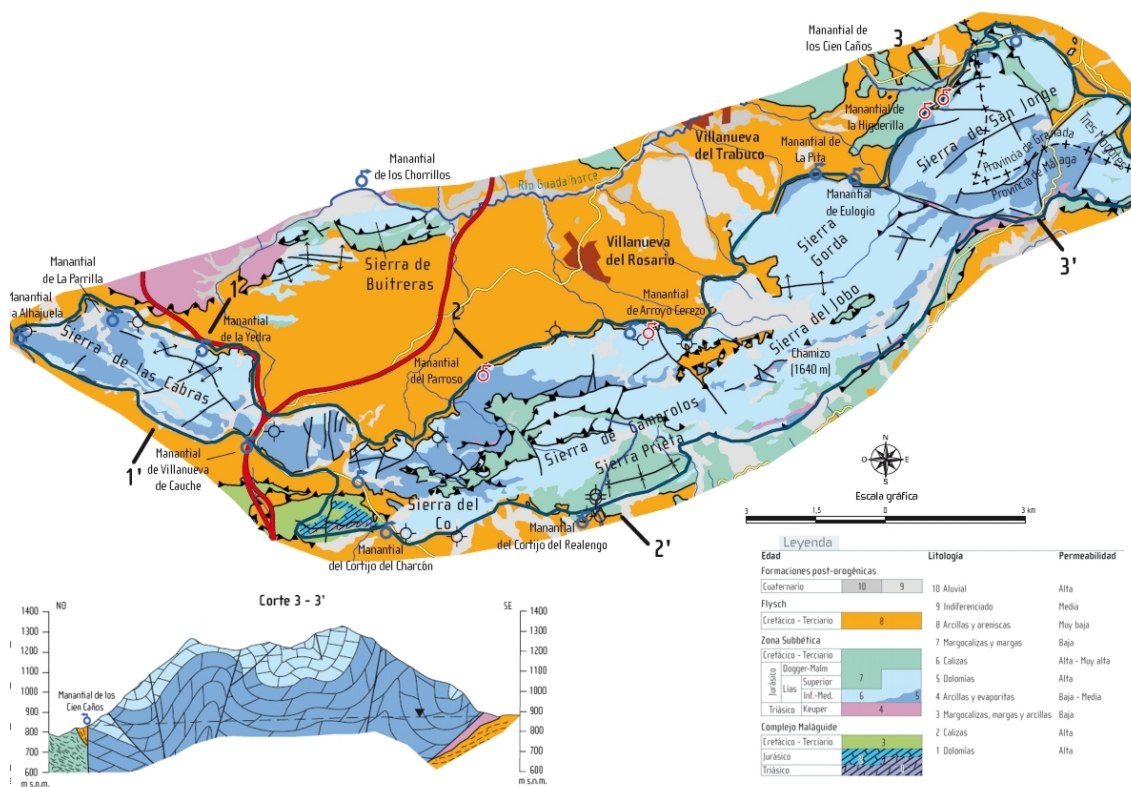 Manantial de
los Cien Caños
3
Manantial de
la Higuerilla
Sierra de San Jorge
Tres Mogotes
Provincia de Granada
Provincia de Málaga
Villanueva
del Trabuco
Manantial de
La Pita
Manantial
de Eulogio
Manantial
de los Chorrillos
Río Guadalhorce
Sierra
Gorda
3'
Villanueva
del Rosario
Sierra de
Buitreras
Manantial
de La Parrilla
1
2
Manantial
de Arroyo Cerezo
Sierra del Jobo
Manantial
a Alhajuela
Manantial
de la Yedra
Chamizo
(1640 m)
Sierra de las Cabras
Manantial
del Parroso
Sierra de Camarolos
Sierra Prieta
1'
Manantial
de Villanueva
de Cauche
Sierra del
Co
Manantial
del Cortijo del Charcón
Manantial
del Cortijo del Realengo
2'
N
O
E
S
Escala gráfica
3 1,5 0 3 km
Leyenda
Edad Litología Permeabilidad
Formaciones post-orogénicas
Cuaternario 10 9
10 Aluvial Alta
9 Indiferenciado Media
Flysch
Cretácico - Terciario 8
8 Arcillas y areniscas Muy baja
Zona Subbética
7 Margocalizas y margas Baja
Cretácico - Terciario
6 Calizas Alta - Muy alta
Jurásico
Dogger-Malm
7
5 Dolomías Alta
Lías
Superior
Inf.-Med.
6 5
4 Arcillas y evaporitas Baja - Media
Triásico Keuper 4
3 Margocalizas, margas y arcillas Baja
Complejo Maláguide
2 Calizas Alta
Cretácico - Terciario 3
1 Dolomías Alta
Jurásico 2
Triásico 1
Corte 3 - 3'
NO
SE
1400 1400
1300 1300
1200 1200
1100 1100
1000 1000
900 900
800 800
700 700
600 600
m s.n.m. m s.n.m.
Manantial de los
Cien Caños